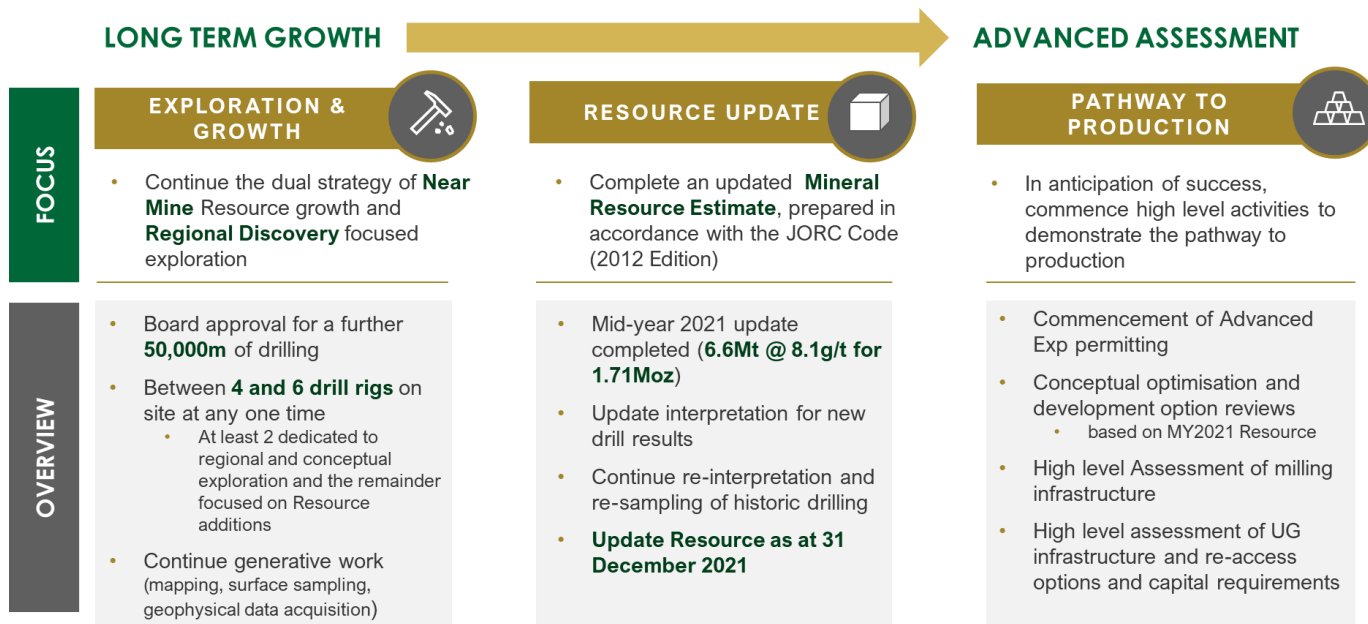 LONG TERM GROWTH
ADVANCED ASSESSMENT
FOCUS
EXPLORATION &
GROWTH
• Continue the dual strategy of Near
Mine Resource growth and
Regional Discovery focused
exploration
RESOURCE UPDATE
• Complete an updated Mineral
Resource Estimate, prepared in
accordance with the JORC Code
(2012 Edition)
PATHWAY TO
PRODUCTION
• In anticipation of success,
commence high level activities to
demonstrate the pathway to
production
OVERVIEW
• Board approval for a further
50,000m of drilling
• Between 4 and 6 drill rigs on
site at any one time
• At least 2 dedicated to
regional and conceptual
exploration and the remainder
focused on Resource
additions
• Continue generative work
(mapping, surface sampling,
geophysical data acquisition)
• Mid-year 2021 update
completed (6.6Mt @ 8.1g/t for
1.71Moz)
• Update interpretation for new
drill results
• Continue re-interpretation and
re-sampling of historic drilling
• Update Resource as at 31
December 2021
• Commencement of Advanced
Exp permitting
• Conceptual optimisation and
development option reviews
• based on MY2021 Resource
• High level Assessment of milling
infrastructure
• High level assessment of UG
infrastructure and re-access
options and capital requirements